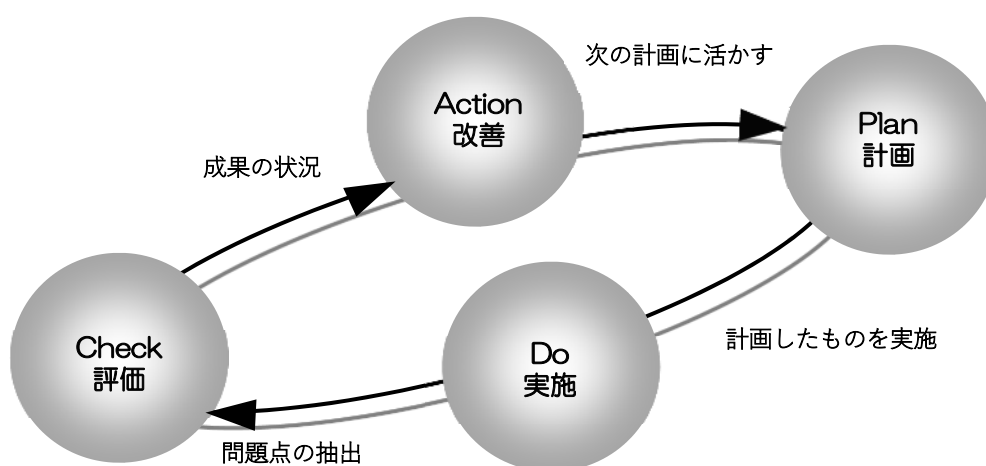 次の計画に活かす
Action
改善
Plan
計画
成果の状況
Check
評価
Do
実施
計画したものを実施
問題点の抽出